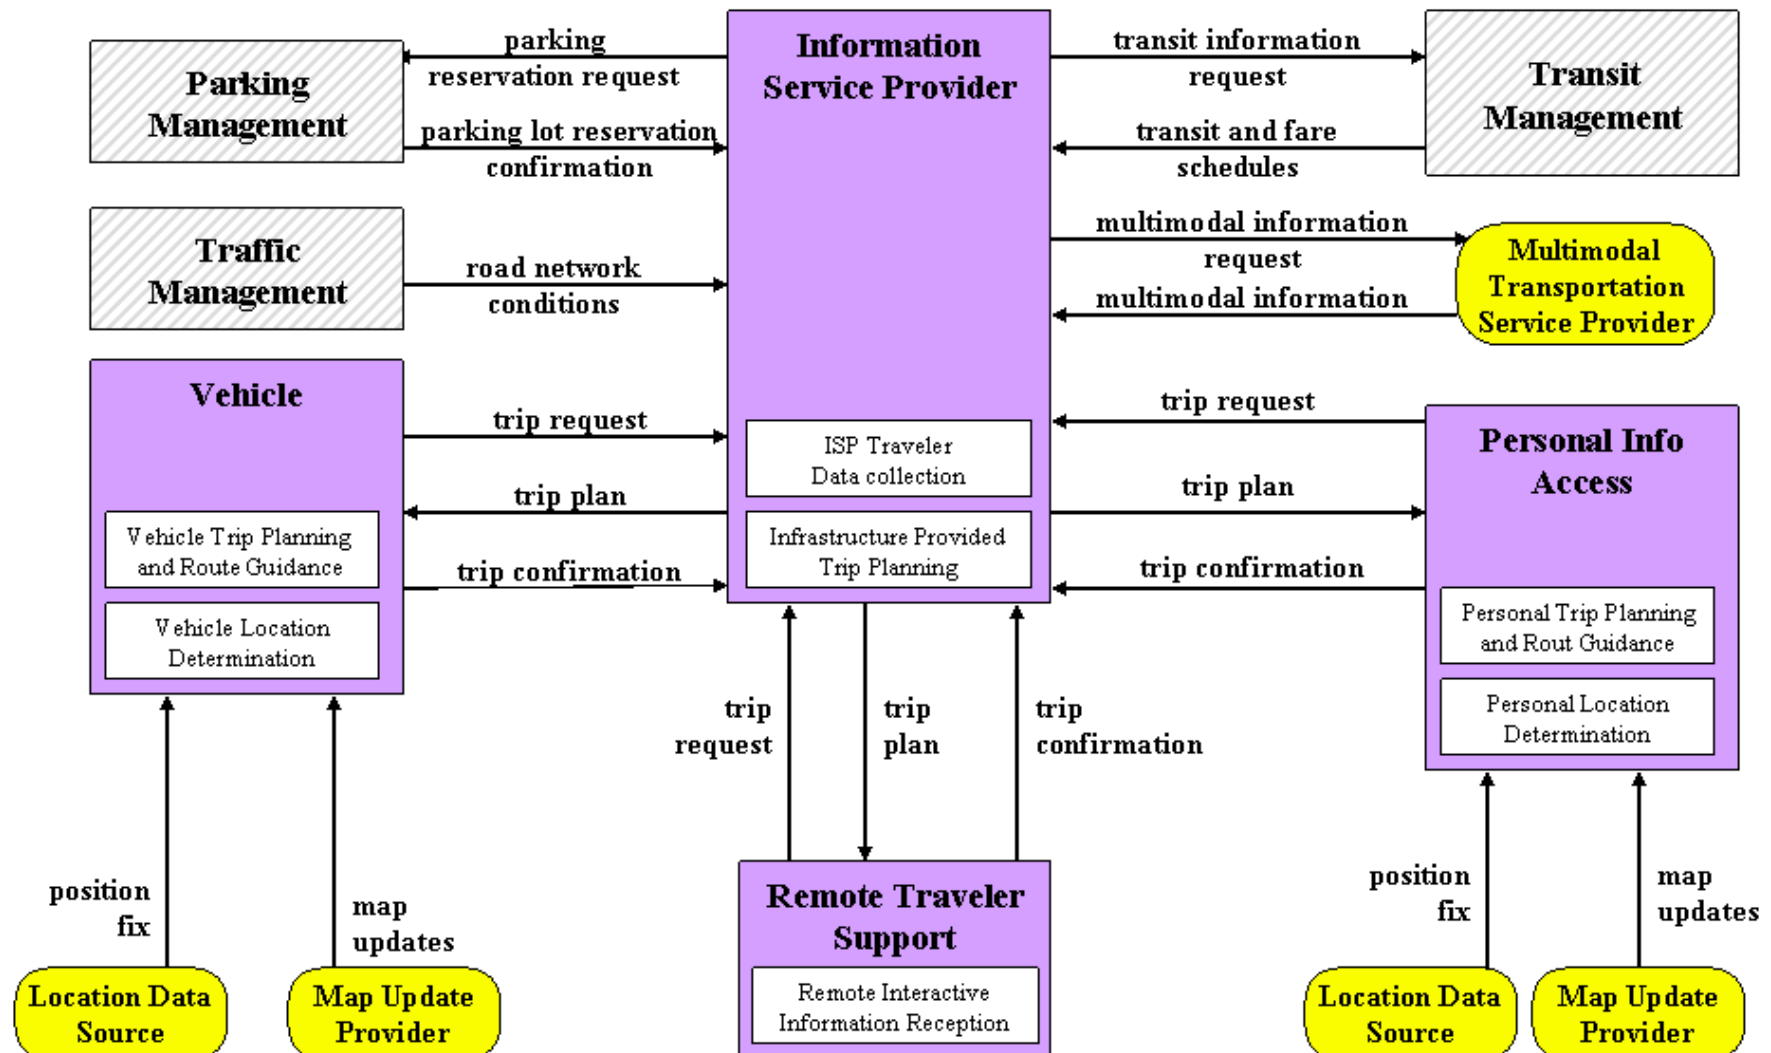 Parking
Management
parking
reservation request
parking lot reservation
confirmation
Information
Service Provider
transit information
request
transit and fare
schedules
Transit
Management
Traffic
Management
road network
conditions
multimodal information
request
multimodal information
Multimodal
Transportation
Service Provider
Vehicle
Vehicle Trip Planning
and Route Guidance
Vehicle Location
Determination
trip request
trip plan
trip confirmation
ISP Traveler
Data collection
Infrastructure Provided
Trip Planning
trip request
trip plan
trip confirmation
Personal Info
Access
Personal Trip Planning
and Rout Guidance
Personal Location
Determination
trip
request
trip
plan
trip
confirmation
position
fix
map
updates
Location Data
Source
Map Update
Provider
Remote Traveler
Support
Remote Interactive
Information Reception
position
fix
map
updates
Location Data
Source
Map Update
Provider